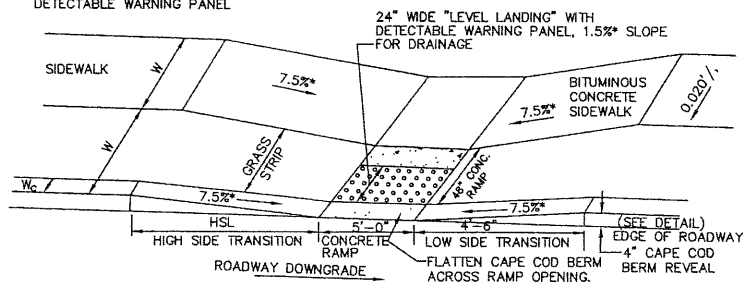 DETECTABLE WARNING PANEL
24" WIDE "LEVEL LANDING" WITH
DETECTABLE WARNING PANEL, 1.5%* SLOPE
FOR DRAINAGE
SIDEWALK
W
7.5%*
7.5%*
BITUMINOUS
CONCRETE
SIDEWALK
0.020'/,
W
GRASS
STRIP
48" CONC.
RAMP
Wc
7.5%*
7.5%*
HSL
5'-0"
4'-6"
(SEE DETAIL)
HIGH SIDE TRANSITION
CONCRETE
RAMP
LOW SIDE TRANSITION
EDGE OF ROADWAY
4" CAPE COD
BERM REVEAL
ROADWAY DOWNGRADE
FLATTEN CAPE COD BERM
ACROSS RAMP OPENING.